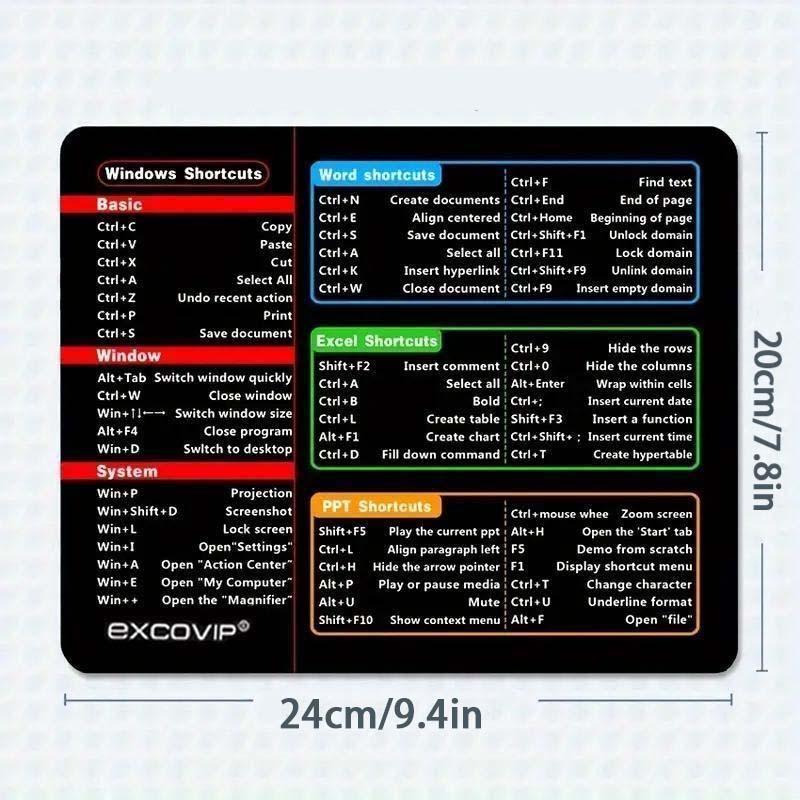 Windows Shortcuts
Basic
Ctrl+C Copy
Ctrl+V Paste
Ctrl+X Cut
Ctrl+A Select All
Ctrl+Z Undo recent action
Ctrl+P Print
Ctrl+S Save document
Window
Alt+Tab Switch window quickly
Ctrl+W Close window
Win+↑↓←→ Switch window size
Alt+F4 Close program
Win+D Swltch to desktop
System
Win+P Projection
Win+Shift+D Screenshot
Win+L Lock screen
Win+I Open"Settings"
Win+A Open "Action Center"
Win+E Open "My Computer"
Win++ Open the "Magnifier"
excovip®
Word shortcuts
Ctrl+N Create documents
Ctrl+E Align centered
Ctrl+S Save document
Ctrl+A Select all
Ctrl+K Insert hyperlink
Ctrl+W Close document
Ctrl+F Find text
Ctrl+End End of page
Ctrl+Home Beginning of page
Ctrl+Shift+F1 Unlock domain
Ctrl+F11 Lock domain
Ctrl+Shift+F9 Unlink domain
Ctrl+F9 Insert empty domain
Excel Shortcuts
Shift+F2 Insert comment
Ctrl+A Select all
Ctrl+B Bold
Ctrl+L Create table
Alt+F1 Create chart
Ctrl+D Fill down command
Ctrl+9 Hide the rows
Ctrl+0 Hide the columns
Alt+Enter Wrap within cells
Ctrl+; Insert current date
Shift+F3 Insert a function
Ctrl+Shift+ ; Insert current time
Ctrl+T Create hypertable
PPT Shortcuts
Shift+F5 Play the current ppt
Ctrl+L Align paragraph left
Ctrl+H Hide the arrow pointer
Alt+P Play or pause media
Alt+U Mute
Shift+F10 Show context menu
Ctrl+mouse whee Zoom screen
Alt+H Open the 'Start' tab
F5 Demo from scratch
F1 Display shortcut menu
Ctrl+T Change character
Ctrl+U Underline format
Alt+F Open "file"
20cm/7.8in
24cm/9.4in